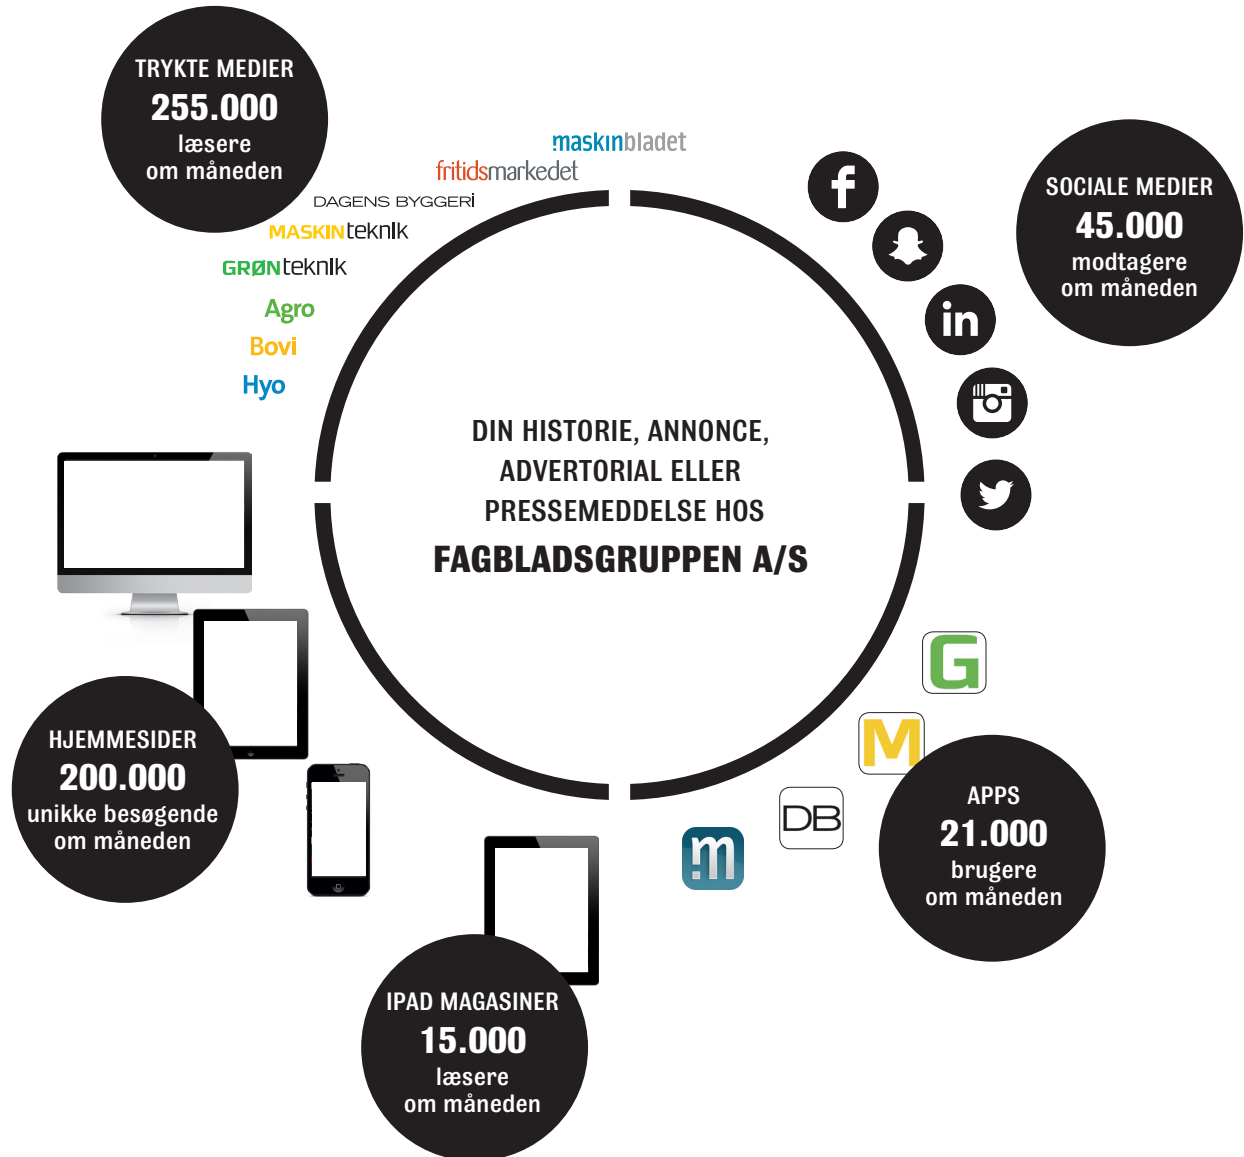 TRYKTE MEDIER
255.000
læsere
om måneden
maskinbladet
fritidsmarkedet
DAGENS BYGGERi
MASKINteknik
GRØNteknik
Agro
Bovi
Hyo
f
in
SOCIALE MEDIER
45.000
modtagere
om måneden
DIN HISTORIE, ANNONCE,
ADVERTORIAL ELLER
PRESSEMEDDELSE HOS
FAGBLADSGRUPPEN A/S
HJEMMESIDER
200.000
unikke besøgende
om måneden
G
M
DB
m
APPS
21.000
brugere
om måneden
IPAD MAGASINER
15.000
læsere
om måneden